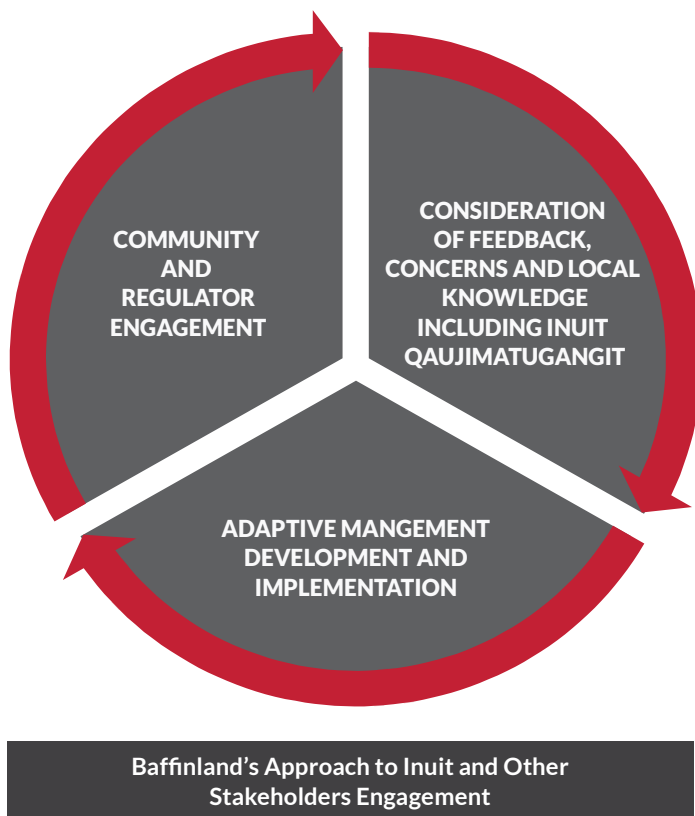 COMMUNITY
AND
REGULATOR
ENGAGEMENT
CONSIDERATION
OF FEEDBACK,
CONCERNS AND LOCAL
KNOWLEDGE
INCLUDING INUIT
QAUJIMATUGANGIT
ADAPTIVE MANGEMENT
DEVELOPMENT AND
IMPLEMENTATION
Baffinland's Approach to Inuit and Other
Stakeholders Engagement